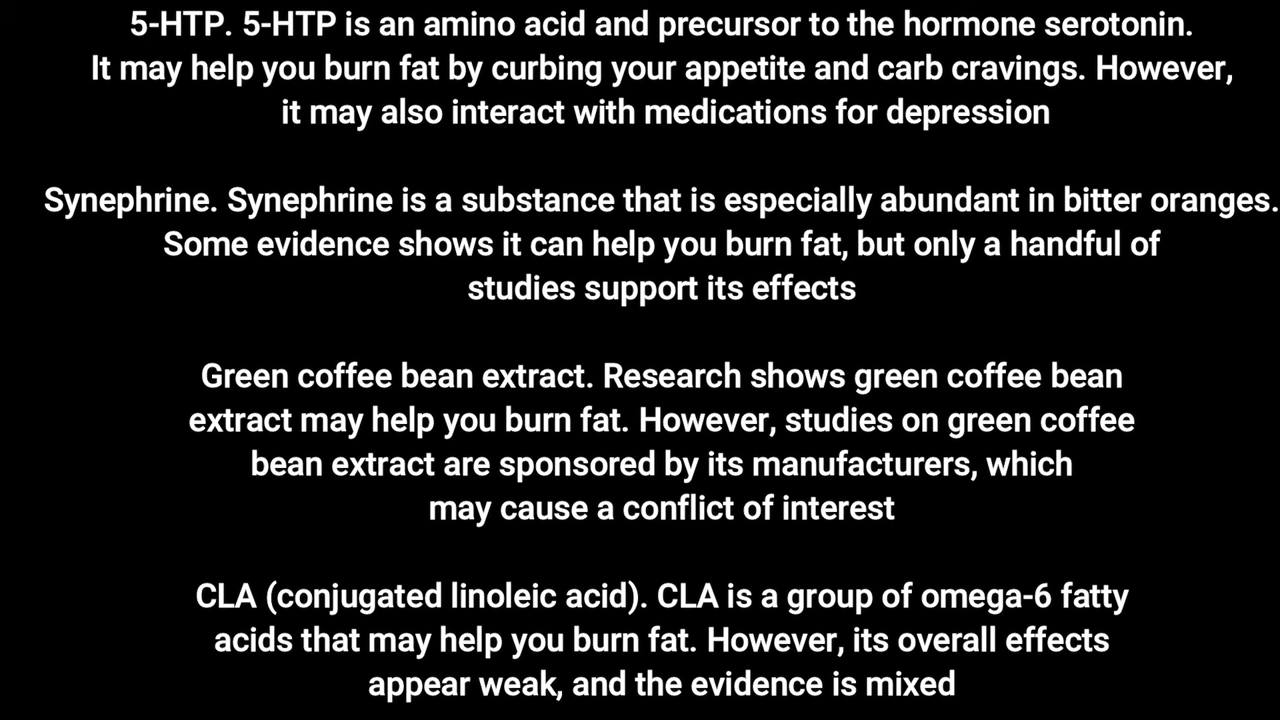 5-HTP. 5-HTP is an amino acid and precursor to the hormone serotonin.
It may help you burn fat by curbing your appetite and carb cravings. However,
it may also interact with medications for depression
Synephrine. Synephrine is a substance that is especially abundant in bitter oranges.
Some evidence shows it can help you burn fat, but only a handful of
studies support its effects
Green coffee bean extract. Research shows green coffee bean
extract may help you burn fat. However, studies on green coffee
bean extract are sponsored by its manufacturers, which
may cause a conflict of interest
CLA (conjugated linoleic acid). CLA is a group of omega-6 fatty
acids that may help you burn fat. However, its overall effects
appear weak, and the evidence is mixed